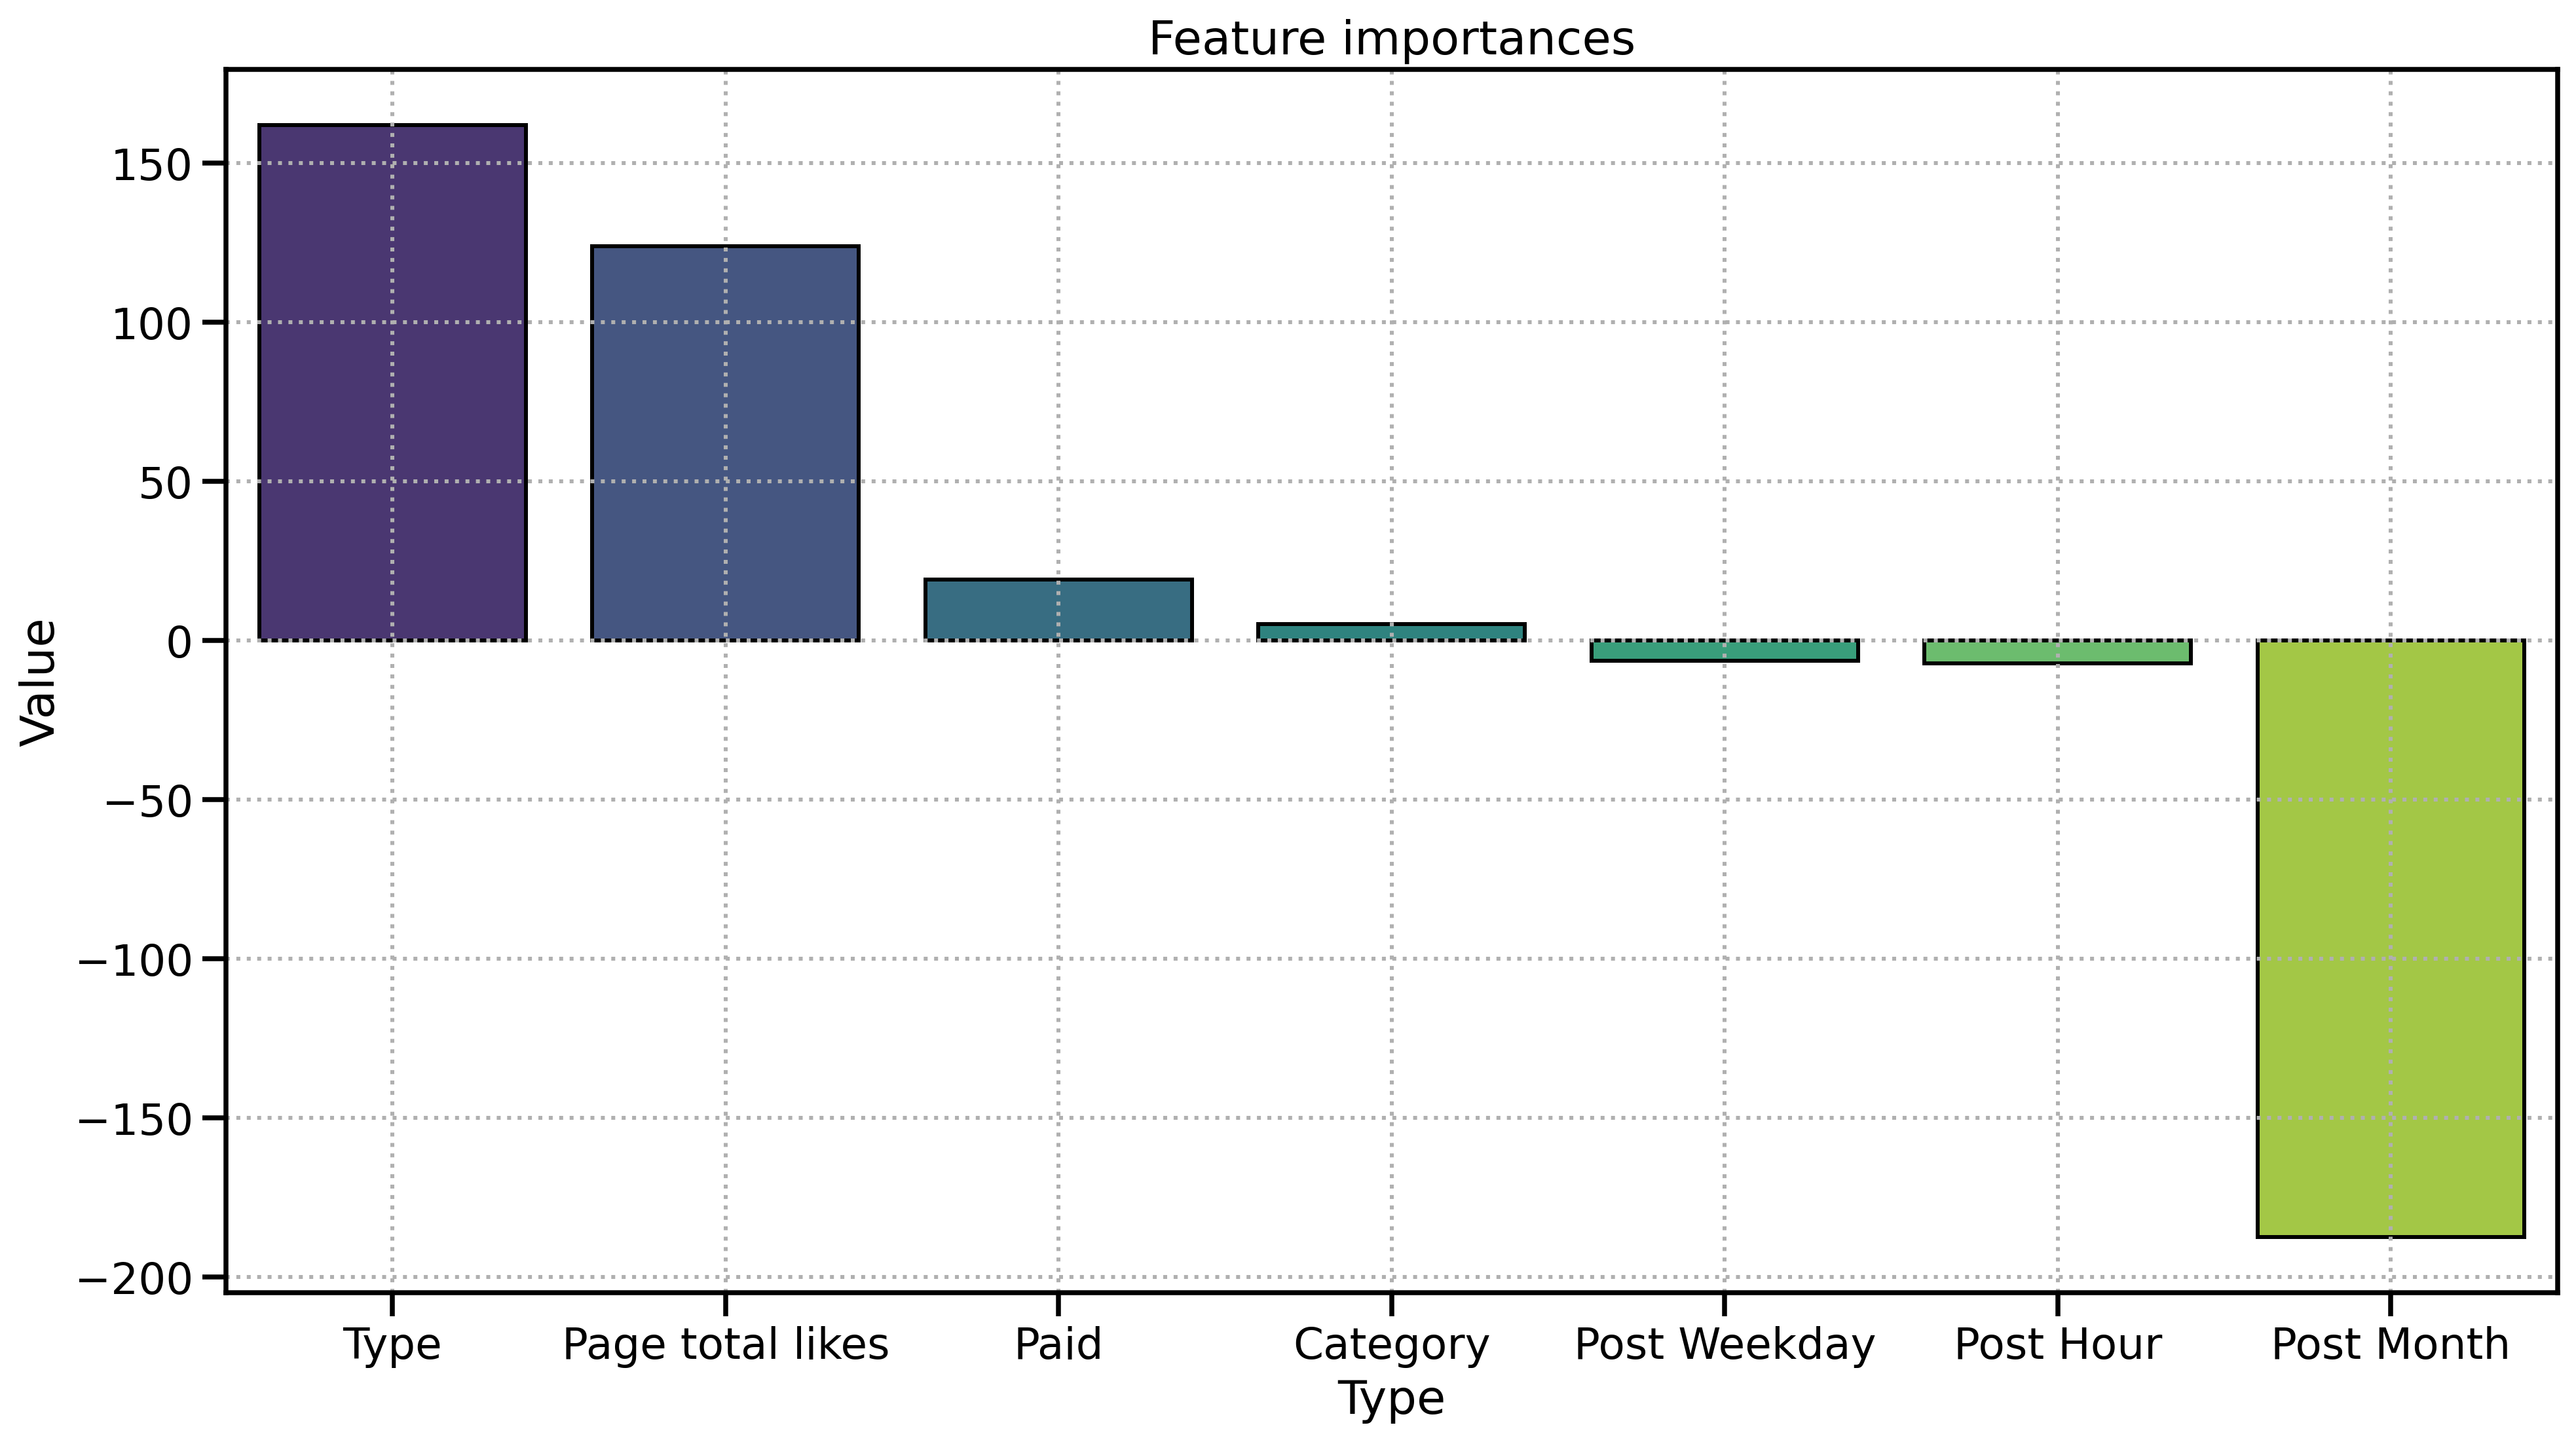 Feature importances
150
100
50
0
−50
−100
−150
−200
Value
Type Page total likes Paid Category Post Weekday Post Hour Post Month
Type